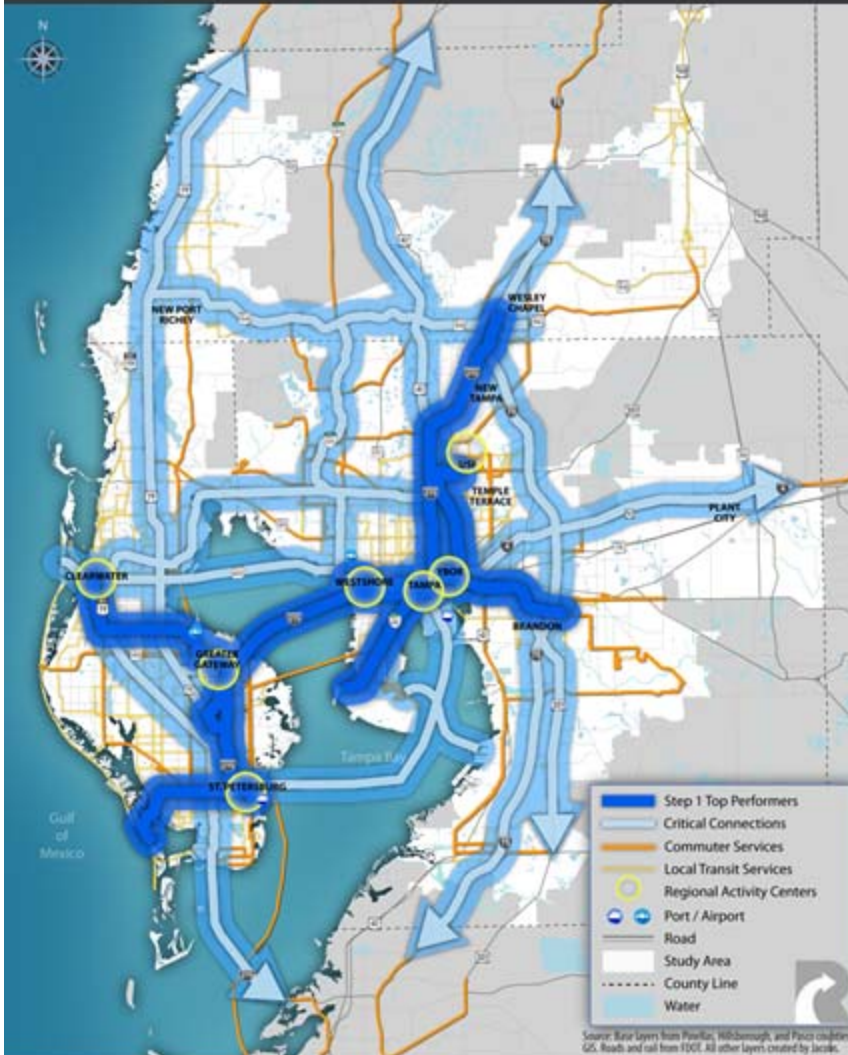 N
NEW PORT
RICHEY
WESLEY
CHAPEL
NEW
TAMPA
USF
TEMPLE
TERRACE
PLANT
CITY
CLEARWATER
WESTSHORE
TAMPA
YBOR
BRANDON
GREATER
GATEWAY
ST. PETERSBURG
Tampa Bay
Gulf
of
Mexico
Step 1 Top Performers
Critical Connections
Commuter Services
Local Transit Services
Regional Activity Centers
Port / Airport
Road
Study Area
County Line
Water
Source: Base layers from Pinellas, Hillsborough, and Pasco counties
GIS. Roads and rail from FDOT. All other layers created by Jacobs.